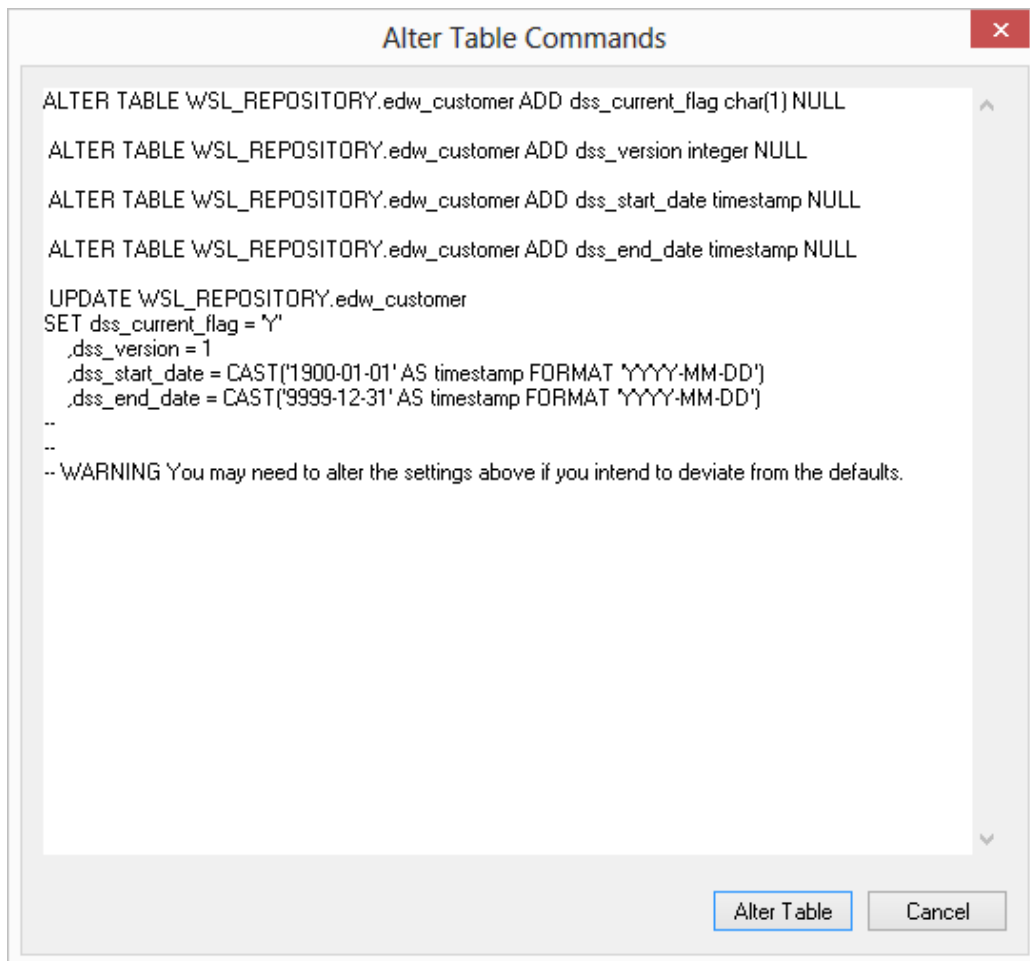 Alter Table Commands
ALTER TABLE WSL_REPOSITORY.edw_customer ADD dss_current_flag char(1) NULL
ALTER TABLE WSL_REPOSITORY.edw_customer ADD dss_version integer NULL
ALTER TABLE WSL_REPOSITORY.edw_customer ADD dss_start_date timestamp NULL
ALTER TABLE WSL_REPOSITORY.edw_customer ADD dss_end_date timestamp NULL
UPDATE WSL_REPOSITORY.edw_customer
SET dss_current_flag = 'Y'
,dss_version = 1
,dss_start_date = CAST('1900-01-01' AS timestamp FORMAT 'YYYY-MM-DD')
,dss_end_date = CAST('9999-12-31' AS timestamp FORMAT 'YYYY-MM-DD')
--
--
-- WARNING You may need to alter the settings above if you intend to deviate from the defaults.
Alter Table Cancel